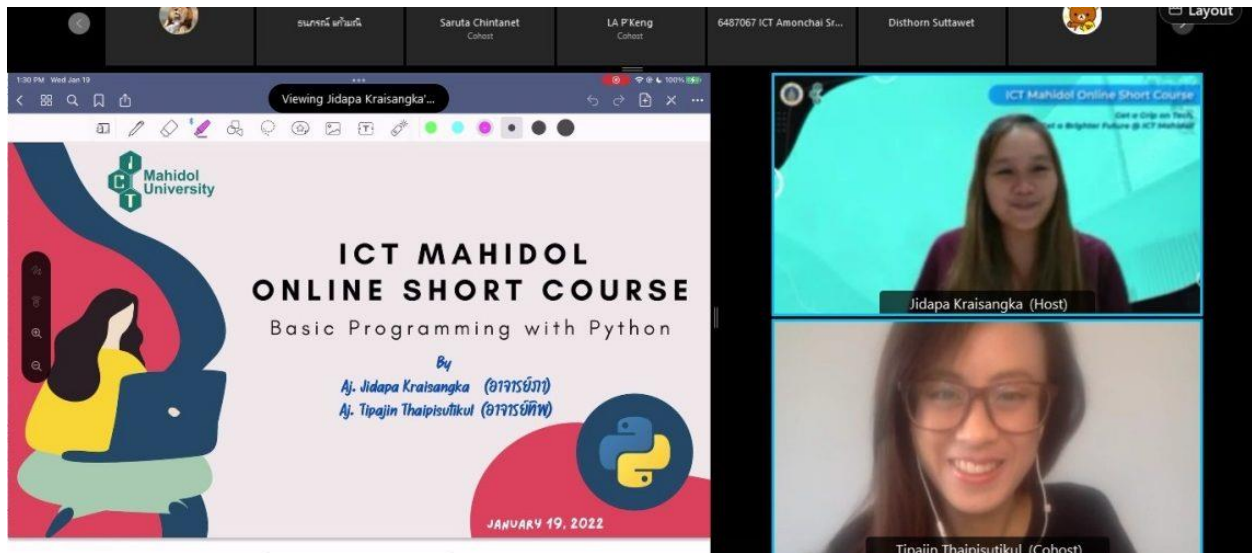 Layout
ธนภรณ์ แก้วมณี
Saruta Chintanet
Cohost
LA P'Keng
Cohost
6487067 ICT Amonchai Sr...
Disthorn Suttawet
1:30 PM Wed Jan 19
100%
Viewing Jidapa Kraisangka'...
ICT
Mahidol
University
ICT MAHIDOL
ONLINE SHORT COURSE
Basic Programming with Python
By
Aj. Jidapa Kraisangka (อาจารย์ภา)
Aj. Tipajin Thaipisutikul (อาจารย์ทิพ)
JANUARY 19, 2022
ICT Mahidol Online Short Course
Get a Grip on Tech,
Get a Brighter Future @ ICT Mahidol
Jidapa Kraisangka (Host)
Tipajin Thaipisutikul (Cohost)